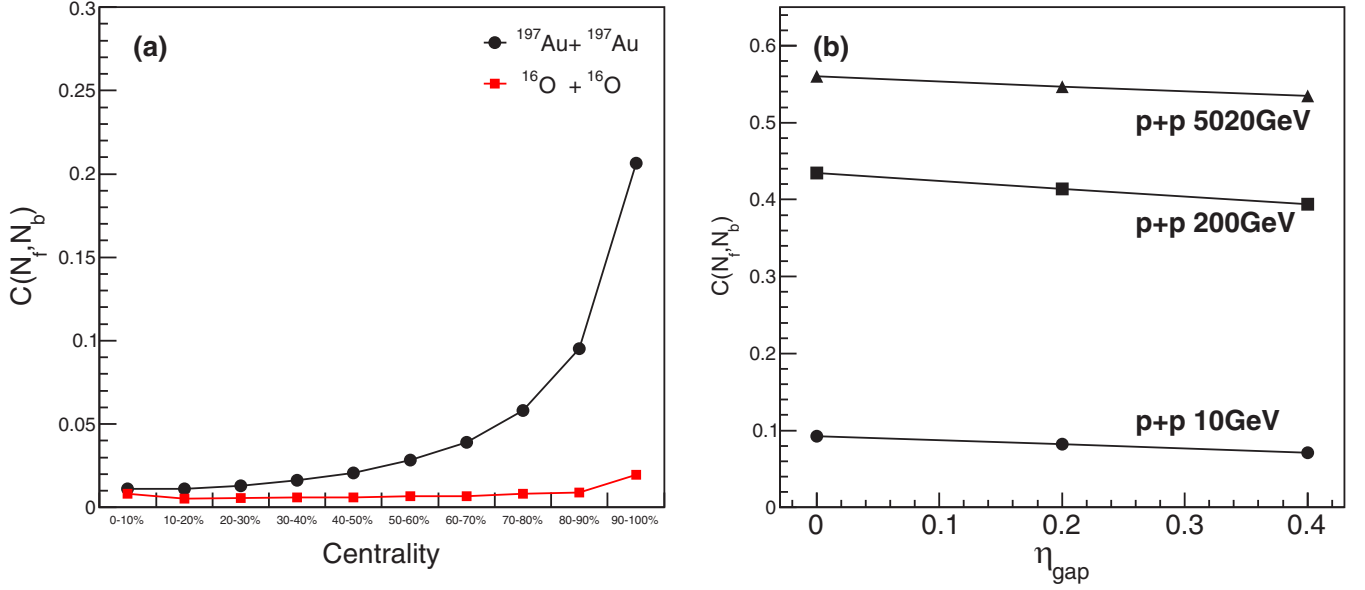 (a)
197Au+ 197Au
16O + 16O
C(Nf,Nb)
0.3
0.25
0.2
0.15
0.1
0.05
0
0-10% 10-20% 20-30% 30-40% 40-50% 50-60% 60-70% 70-80% 80-90% 90-100%
Centrality
(b)
C(Nf,Nb)
0.6
0.5
0.4
0.3
0.2
0.1
0
p+p 5020GeV
p+p 200GeV
p+p 10GeV
0 0.1 0.2 0.3 0.4
ηgap